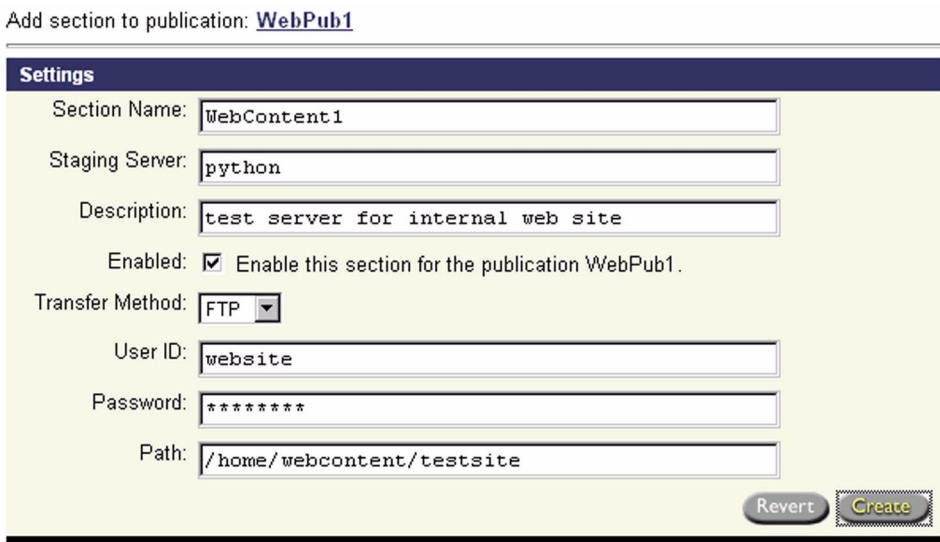 Add section to publication: WebPub1
Settings
Section Name: WebContent1
Staging Server: python
Description: test server for internal web site
Enabled: Enable this section for the publication WebPub1.
Transfer Method: FTP
User ID: website
Password: ********
Path: /home/webcontent/testsite
Revert Create